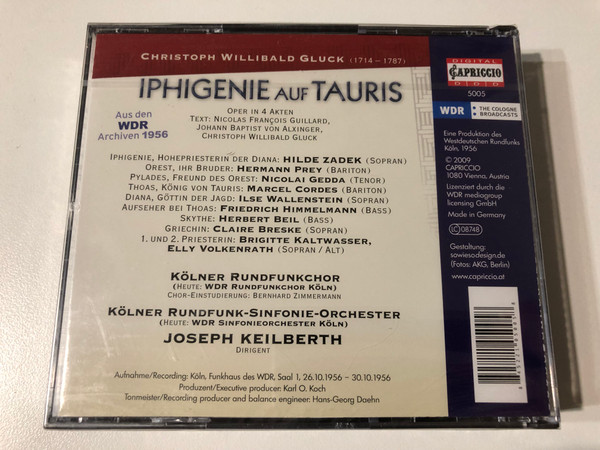 Christoph Willibald Gluck (1714 – 1787)
Iphigenie auf Tauris
Oper in 4 Akten
Text: Nicolas François Guillard,
Johann Baptist von Alxinger,
Christoph Willibald Gluck
Aus den
WDR
Archiven 1956
Iphigenie, Hohepriesterin der Diana: Hilde Zadek (Sopran)
Orest, ihr Bruder: Hermann Prey (Bariton)
Pylades, Freund des Orest: Nicolai Gedda (Tenor)
Thoas, König von Tauris: Marcel Cordes (Bariton)
Diana, Göttin der Jagd: Ilse Wallenstein (Sopran)
Aufseher bei Thoas: Friedrich Himmelmann (Bass)
Skythe: Herbert Beil (Bass)
Griechin: Claire Breske (Sopran)
1. und 2. Priesterin: Brigitte Kaltwasser,
Elly Volkenrath (Sopran / Alt)
Kölner Rundfunkchor
(Heute: WDR Rundfunkchor Köln)
Chor-Einstudierung: Bernhard Zimmermann
Kölner Rundfunk-Sinfonie-Orchester
(Heute: WDR Sinfonieorchester Köln)
Joseph Keilberth
Dirigent
Aufnahme/Recording: Köln, Funkhaus des WDR, Saal 1, 26.10.1956 – 30.10.1956
Produzent/Executive producer: Karl O. Koch
Tonmeister/Recording producer and balance engineer: Hans-Georg Daehn
DIGITAL
CAPRICCIO
DDD
5005
WDR THE COLOGNE
BROADCASTS
Eine Produktion des
Westdeutschen Rundfunks
Köln, 1956
℗ 2009
CAPRICCIO
1080 Vienna, Austria
Lizenziert durch die
WDR mediagroup
licensing GmbH
Made in Germany
LC 08748
Gestaltung:
sowiesodesign.de
(Fotos: AKG, Berlin)
www.capriccio.at